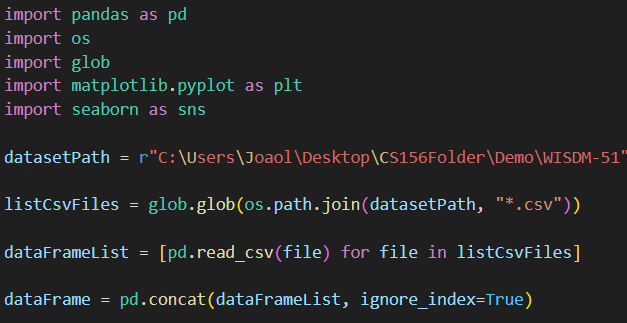 import pandas as pd
import os
import glob
import matplotlib.pyplot as plt
import seaborn as sns
datasetPath = r"C:\Users\Joaol\Desktop\CS156Folder\Demo\WISDM-51"
listCsvFiles = glob.glob(os.path.join(datasetPath, "*.csv"))
dataFrameList = [pd.read_csv(file) for file in listCsvFiles]
dataFrame = pd.concat(dataFrameList, ignore_index=True)